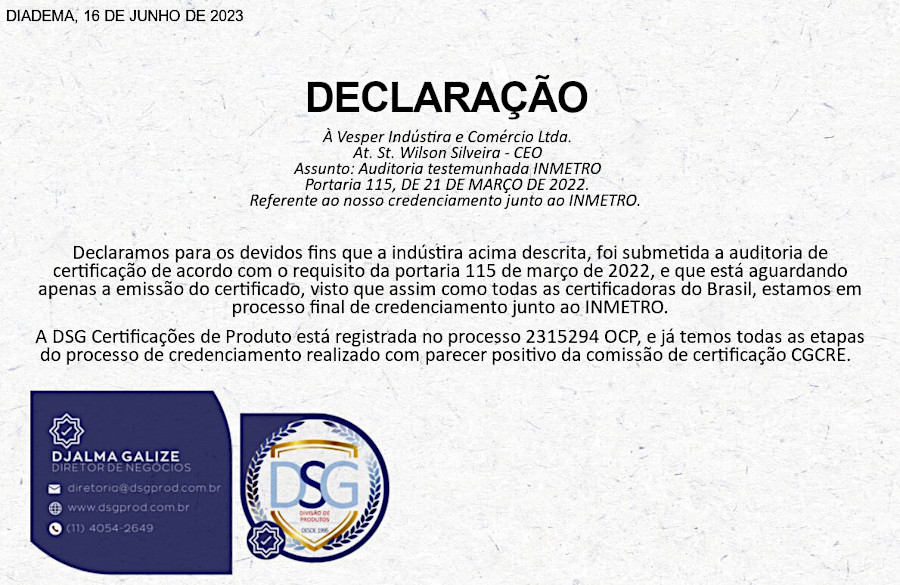 DIADEMA, 16 DE JUNHO DE 2023
DECLARAÇÃO
À Vesper Indústira e Comércio Ltda.
At. St. Wilson Silveira - CEO
Assunto: Auditoria testemunhada INMETRO
Portaria 115, DE 21 DE MARÇO DE 2022.
Referente ao nosso credenciamento junto ao INMETRO.
Declaramos para os devidos fins que a indústira acima descrita, foi submetida a auditoria de
certificação de acordo com o requisito da portaria 115 de março de 2022, e que está aguardando
apenas a emissão do certificado, visto que assim como todas as certificadoras do Brasil, estamos em
processo final de credenciamento junto ao INMETRO.
A DSG Certificações de Produto está registrada no processo 2315294 OCP, e já temos todas as etapas
do processo de credenciamento realizado com parecer positivo da comissão de certificação CGCRE.
DJALMA GALIZE
DIRETOR DE NEGÓCIOS
diretoria@dsgprod.com.br
www.dsgprod.com.br
(11) 4054-2649
DSG
DIVISÃO DE
PRODUTOS
DESDE 1995